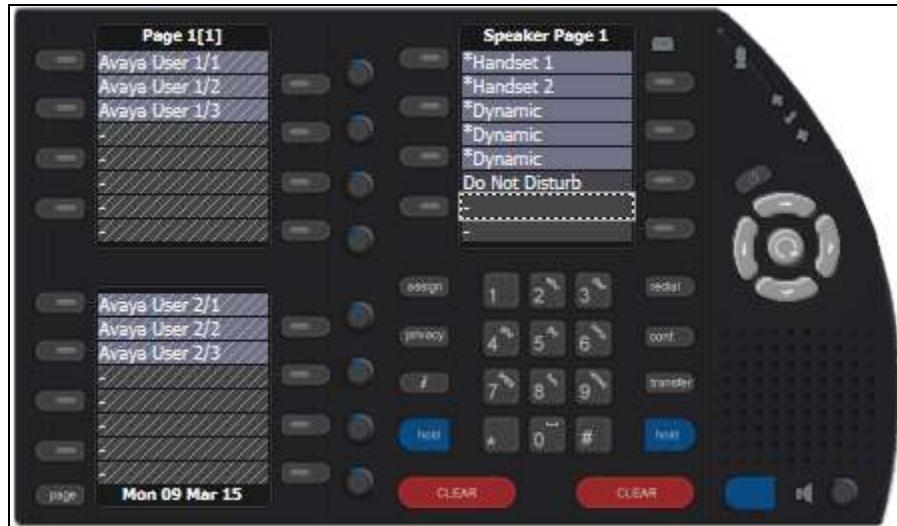 Page 1[1]
Avaya User 1/1
Avaya User 1/2
Avaya User 1/3
-
-
-
-
-
Avaya User 2/1
Avaya User 2/2
Avaya User 2/3
-
-
-
-
-
Mon 09 Mar 15
page
Speaker Page 1
*Handset 1
*Handset 2
*Dynamic
*Dynamic
*Dynamic
Do Not Disturb
-
-
assign 1 2 3 redial
privacy 4 5 6 conf.
i 7 8 9 transfer
hold * 0 # hold
CLEAR CLEAR